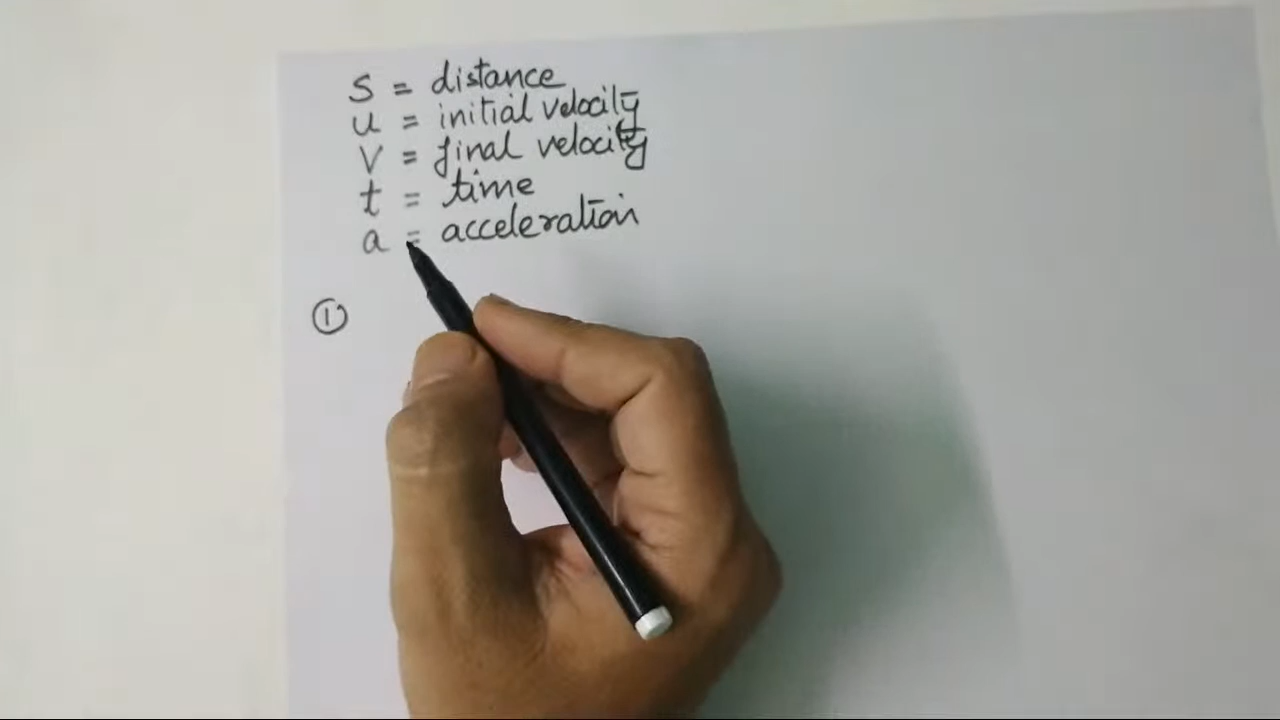 s = distance
u = initial velocity
v = final velocity
t = time
a = acceleration
①